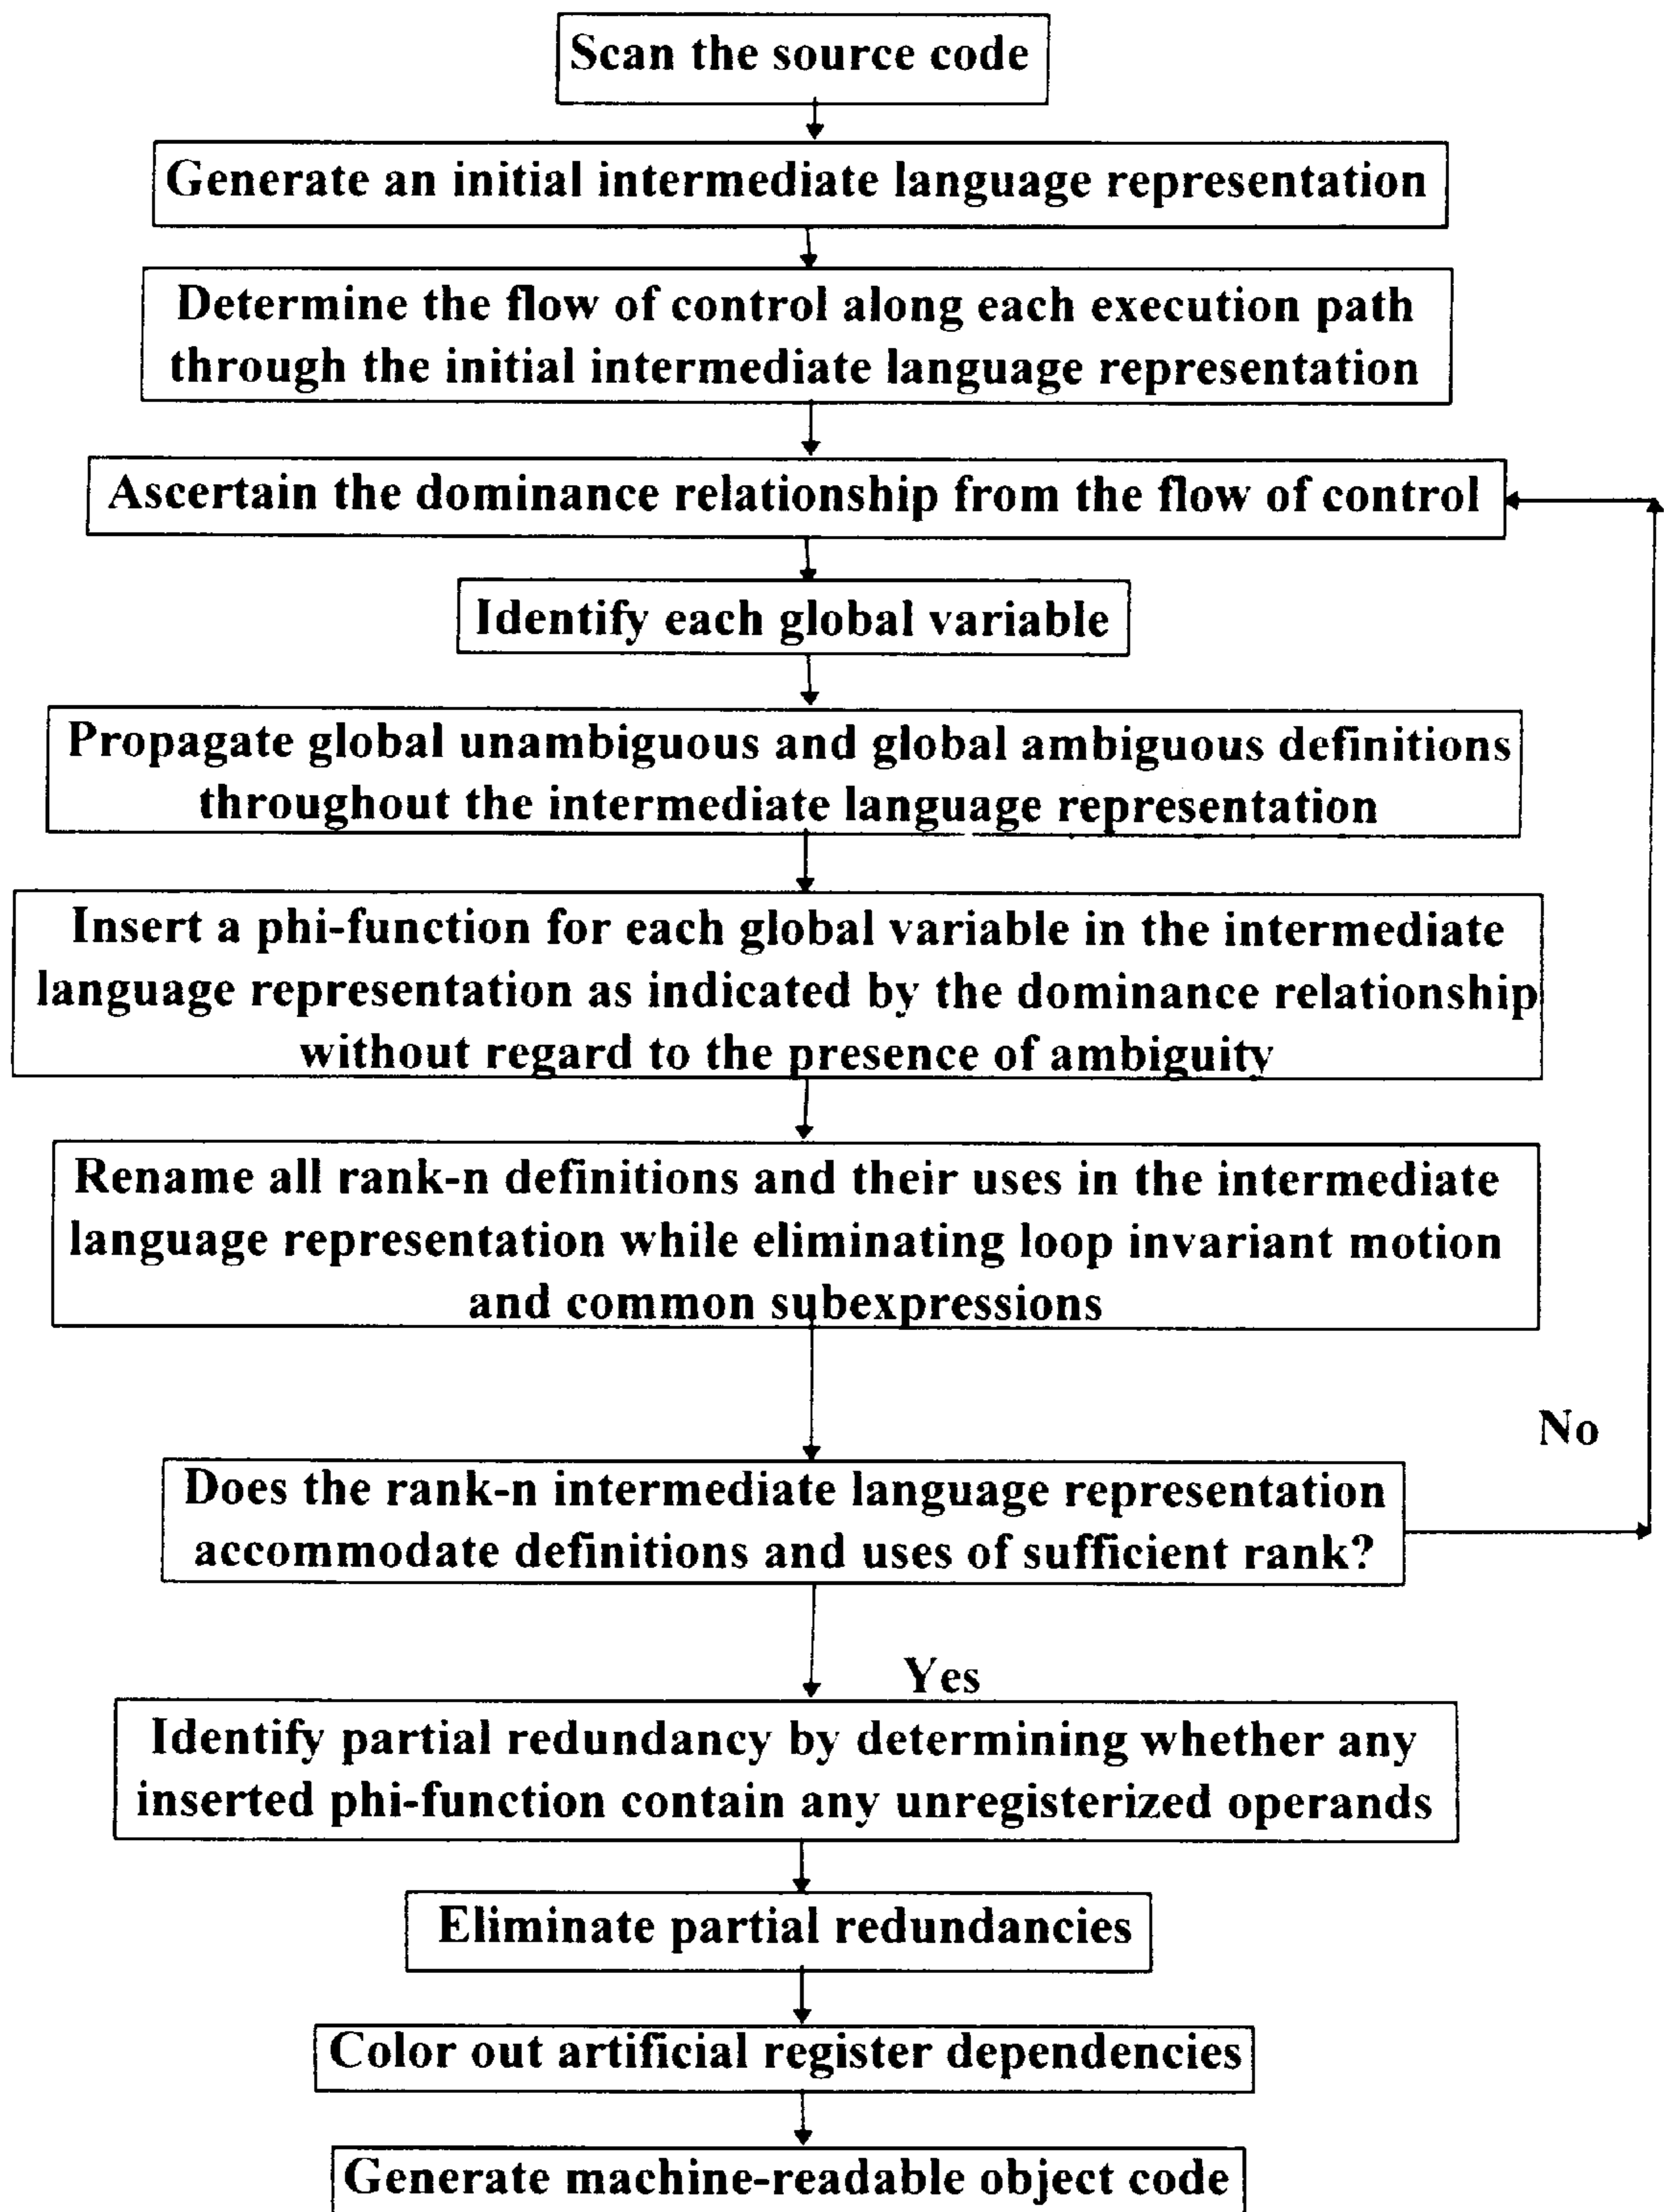 Scan the source code
Generate an initial intermediate language representation
Determine the flow of control along each execution path
through the initial intermediate language representation
Ascertain the dominance relationship from the flow of control
Identify each global variable
Propagate global unambiguous and global ambiguous definitions
throughout the intermediate language representation
Insert a phi-function for each global variable in the intermediate
language representation as indicated by the dominance relationship
without regard to the presence of ambiguity
Rename all rank-n definitions and their uses in the intermediate
language representation while eliminating loop invariant motion
and common subexpressions
No
Does the rank-n intermediate language representation
accommodate definitions and uses of sufficient rank?
Yes
Identify partial redundancy by determining whether any
inserted phi-function contain any unregisterized operands
Eliminate partial redundancies
Color out artificial register dependencies
Generate machine-readable object code